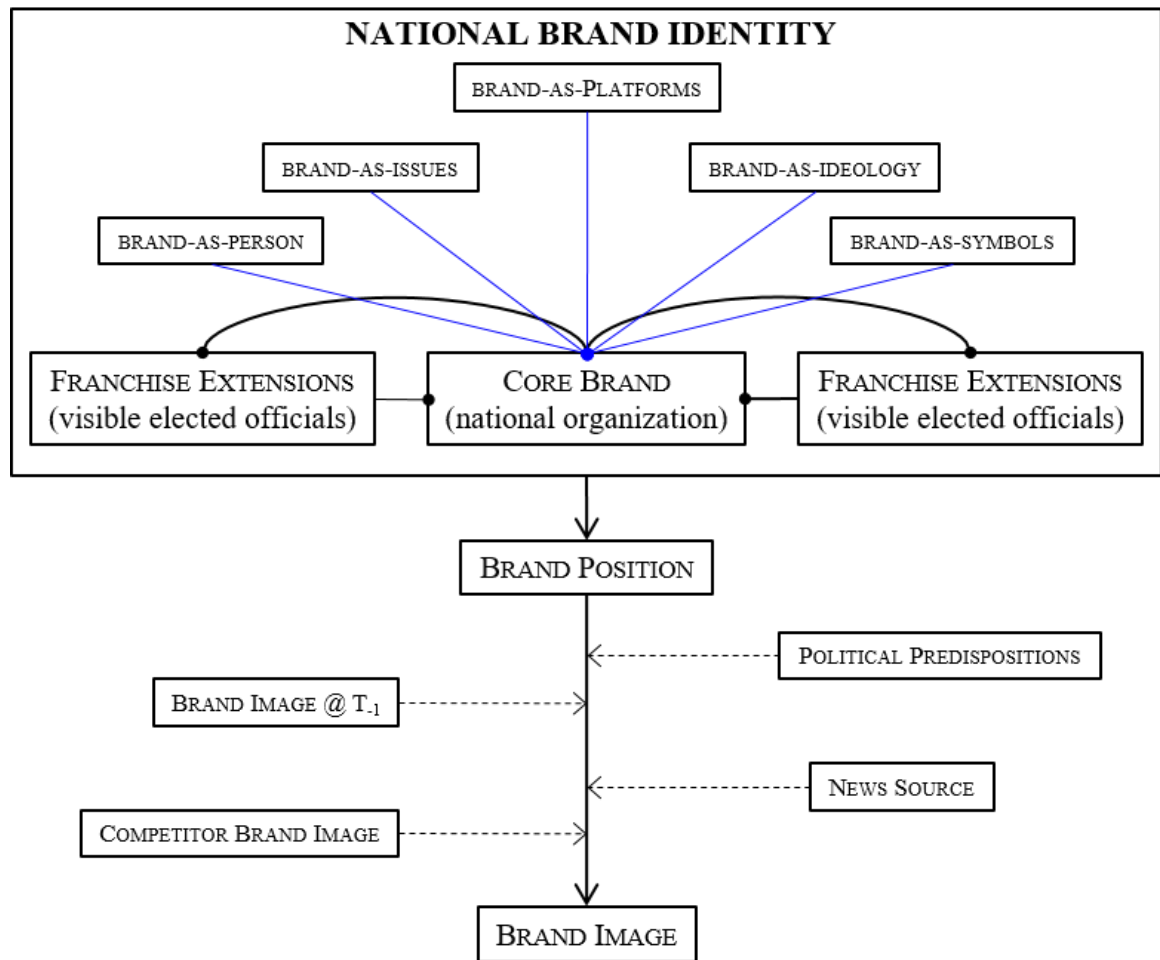 NATIONAL BRAND IDENTITY
BRAND-AS-PLATFORMS
BRAND-AS-ISSUES
BRAND-AS-IDEOLOGY
BRAND-AS-PERSON
BRAND-AS-SYMBOLS
FRANCHISE EXTENSIONS
(visible elected officials)
CORE BRAND
(national organization)
FRANCHISE EXTENSIONS
(visible elected officials)
BRAND POSITION
POLITICAL PREDISPOSITIONS
BRAND IMAGE @ T-1
NEWS SOURCE
COMPETITOR BRAND IMAGE
BRAND IMAGE